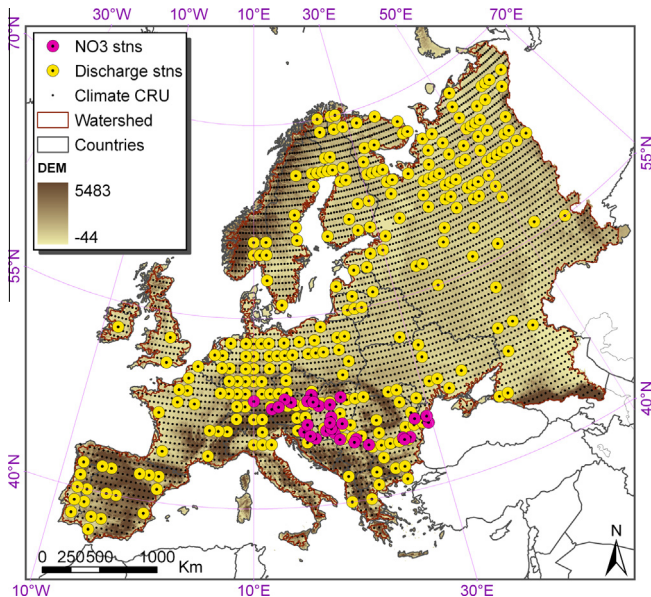 30°W 10°W 10°E 30°E 50°E 70°E
70°N
NO3 stns
Discharge stns
Climate CRU
Watershed
Countries
DEM
5483
-44
55°N
55°N
40°N
40°N
N
0 250500 1000
Km
10°W 10°E 30°E